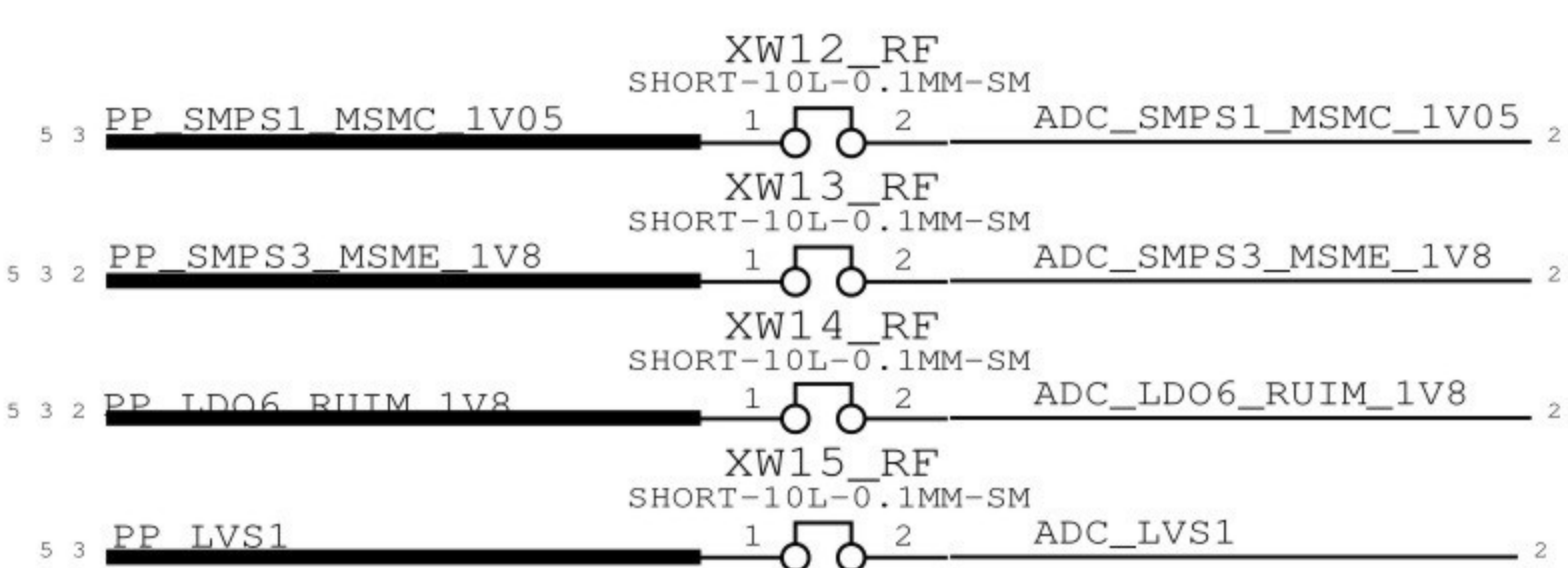 XW12_RF
SHORT-10L-0.1MM-SM
5 3 PP_SMPS1_MSMC_1V05 1 2 ADC_SMPS1_MSMC_1V05 2
XW13_RF
SHORT-10L-0.1MM-SM
5 3 2 PP_SMPS3_MSME_1V8 1 2 ADC_SMPS3_MSME_1V8 2
XW14_RF
SHORT-10L-0.1MM-SM
5 3 2 PP_LDO6_RUIM_1V8 1 2 ADC_LDO6_RUIM_1V8 2
XW15_RF
SHORT-10L-0.1MM-SM
5 3 PP_LVS1 1 2 ADC_LVS1 2